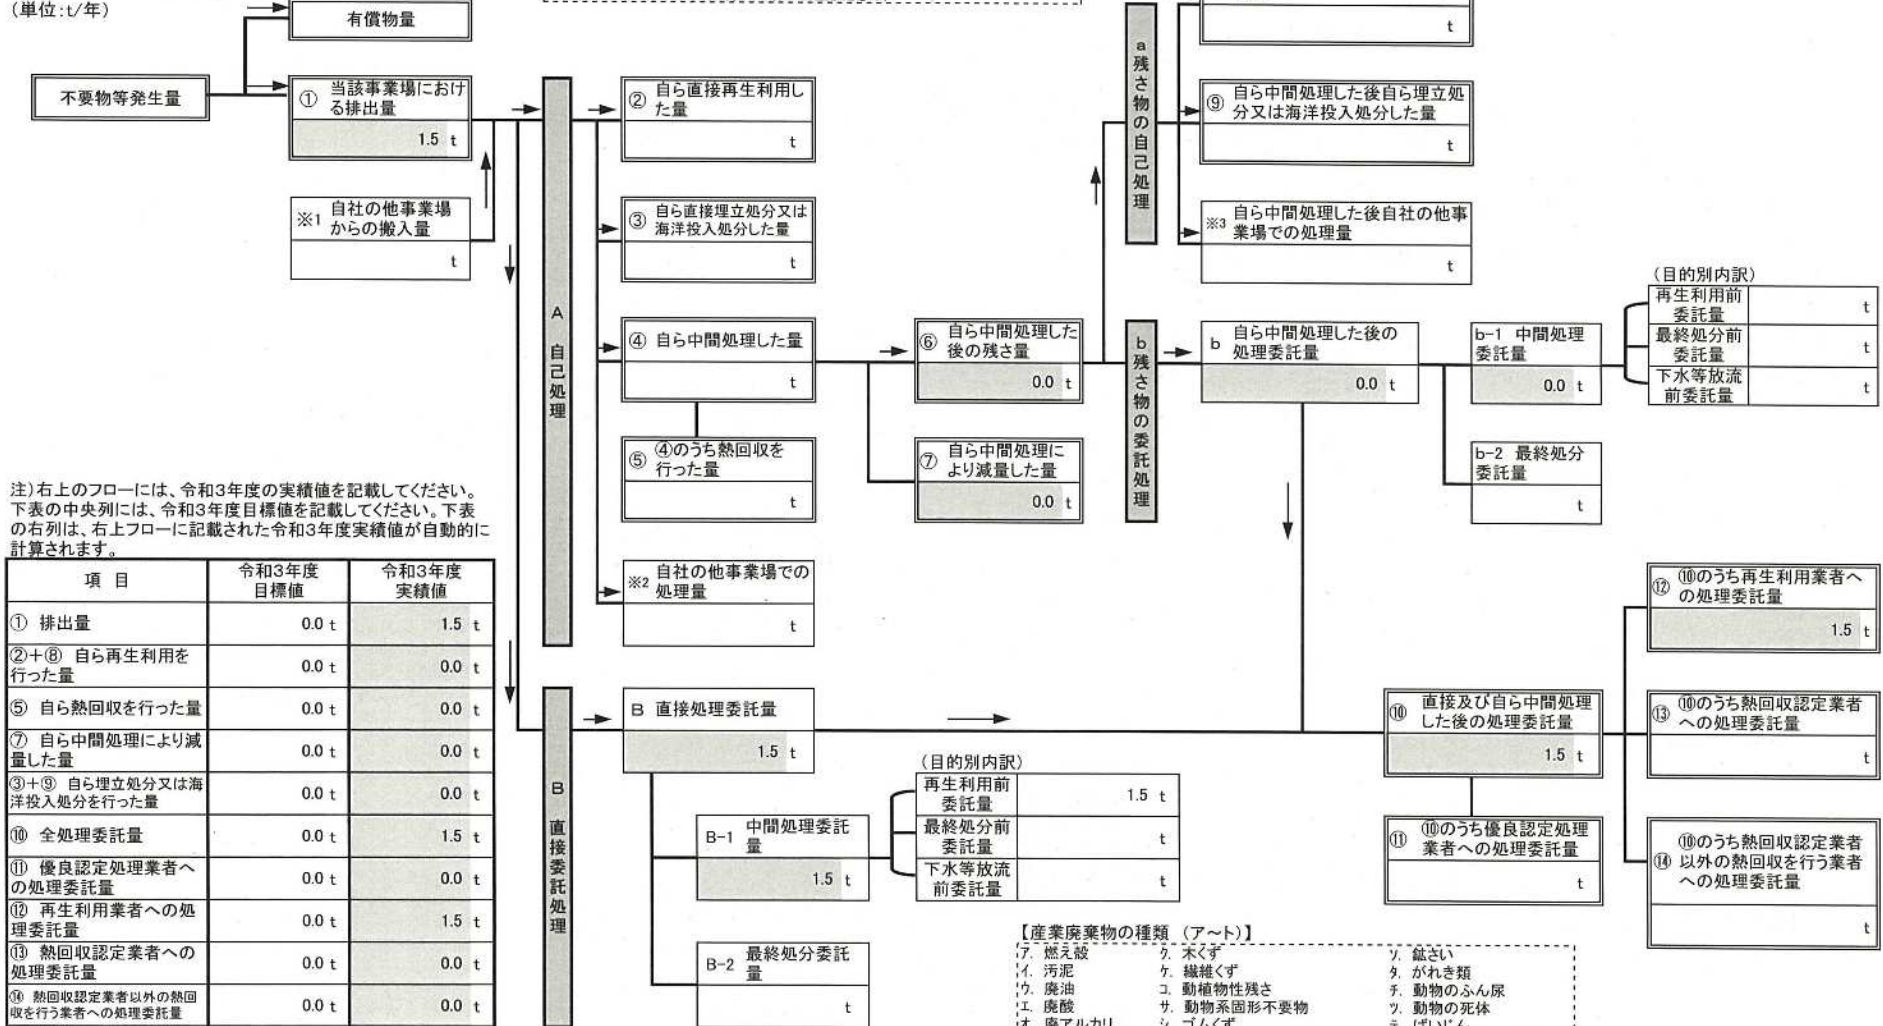 (単位:t/年)
有償物量
不要物等発生量
① 当該事業場におけ
る排出量
1.5 t
※1 自社の他事業場
からの搬入量
t
A 自己処理
② 自ら直接再生利用し
た量
t
③ 自ら直接埋立処分又は
海洋投入処分した量
t
④ 自ら中間処理した量
t
⑤ ④のうち熱回収を
行った量
t
※2 自社の他事業場での
処理量
t
⑥ 自ら中間処理した
後の残さ量
0.0 t
⑦ 自ら中間処理に
より減量した量
0.0 t
a 残さ物の自己処理
t
⑨ 自ら中間処理した後自ら埋立処
分又は海洋投入処分した量
t
※3 自ら中間処理した後自社の他事
業場での処理量
t
b 残さ物の委託処理
b 自ら中間処理した後の
処理委託量
0.0 t
b-1 中間処理
委託量
0.0 t
b-2 最終処分
委託量
t
(目的別内訳)
再生利用前
委託量
t
最終処分前
委託量
t
下水等放流
前委託量
t
注)右上のフローには、令和3年度の実績値を記載してください。
下表の中央列には、令和3年度目標値を記載してください。下表
の右列は、右上フローに記載された令和3年度実績値が自動的に
計算されます。
項 目 令和3年度 目標値 令和3年度 実績値
① 排出量 0.0 t 1.5 t
②+⑧ 自ら再生利用を
行った量 0.0 t 0.0 t
⑤ 自ら熱回収を行った量 0.0 t 0.0 t
⑦ 自ら中間処理により減
量した量 0.0 t 0.0 t
③+⑨ 自ら埋立処分又は海
洋投入処分を行った量 0.0 t 0.0 t
⑩ 全処理委託量 0.0 t 1.5 t
⑪ 優良認定処理業者へ
の処理委託量 0.0 t 0.0 t
⑫ 再生利用業者への処
理委託量 0.0 t 1.5 t
⑬ 熱回収認定業者への
処理委託量 0.0 t 0.0 t
⑭ 熱回収認定業者以外の熱回
収を行う業者への処理委託量 0.0 t 0.0 t
B 直接委託処理
B 直接処理委託量
1.5 t
B-1 中間処理委託
量
1.5 t
B-2 最終処分委託
量
t
(目的別内訳)
再生利用前
委託量
1.5 t
最終処分前
委託量
t
下水等放流
前委託量
t
⑩ 直接及び自ら中間処理
した後の処理委託量
1.5 t
⑪ ⑩のうち優良認定処理
業者への処理委託量
t
⑫ ⑩のうち再生利用業者へ
の処理委託量
1.5 t
⑬ ⑩のうち熱回収認定業者
への処理委託量
t
⑭ ⑩のうち熱回収認定業者
以外の熱回収を行う業者
への処理委託量
t
【産業廃棄物の種類 (ア～ト)】
ア. 燃え殻 ク. 木くず ソ. 鉱さい
イ. 汚泥 ケ. 繊維くず タ. がれき類
ウ. 廃油 コ. 動植物性残さ チ. 動物のふん尿
エ. 廃酸 サ. 動物系固形不要物 ツ. 動物の死体
オ. 廃アルカリ シ. ゴムくず テ. ばいじん